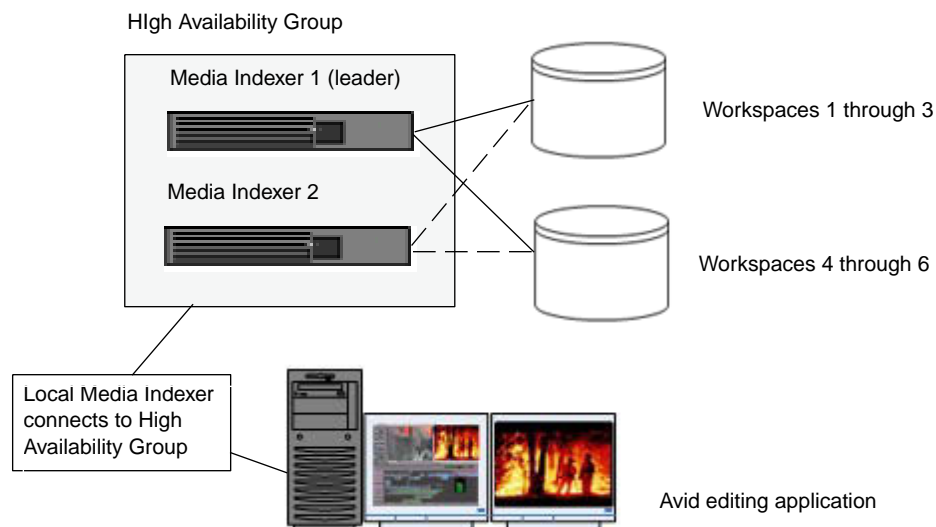 HIgh Availability Group
Media Indexer 1 (leader)
Workspaces 1 through 3
Media Indexer 2
Workspaces 4 through 6
Local Media Indexer
connects to High
Availability Group
Avid editing application